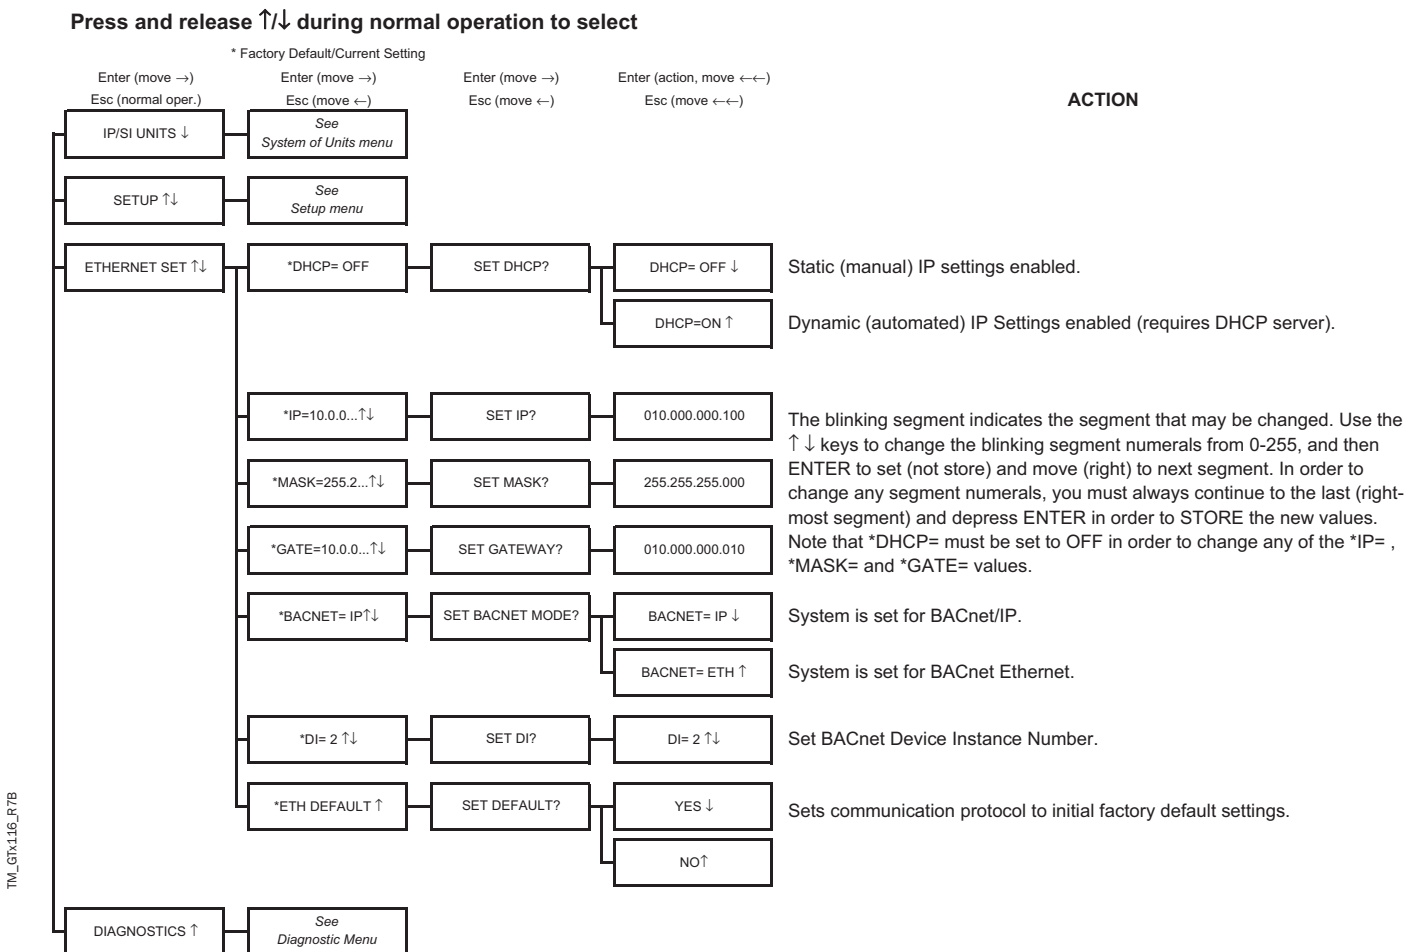 Press and release ↑/↓ during normal operation to select
* Factory Default/Current Setting
Enter (move →)
Esc (normal oper.)
Enter (move →)
Esc (move ←)
Enter (move →)
Esc (move ←)
Enter (action, move ←←)
Esc (move ←←)
ACTION
IP/SI UNITS ↓
See
System of Units menu
SETUP ↑↓
See
Setup menu
ETHERNET SET ↑↓
*DHCP= OFF
SET DHCP?
DHCP= OFF ↓
Static (manual) IP settings enabled.
DHCP=ON ↑
Dynamic (automated) IP Settings enabled (requires DHCP server).
*IP=10.0.0...↑↓
SET IP?
010.000.000.100
*MASK=255.2...↑↓
SET MASK?
255.255.255.000
*GATE=10.0.0...↑↓
SET GATEWAY?
010.000.000.010
The blinking segment indicates the segment that may be changed. Use the
↑ ↓ keys to change the blinking segment numerals from 0-255, and then
ENTER to set (not store) and move (right) to next segment. In order to
change any segment numerals, you must always continue to the last (right-
most segment) and depress ENTER in order to STORE the new values.
Note that *DHCP= must be set to OFF in order to change any of the *IP= ,
*MASK= and *GATE= values.
*BACNET= IP↑↓
SET BACNET MODE?
BACNET= IP ↓
System is set for BACnet/IP.
BACNET= ETH ↑
System is set for BACnet Ethernet.
*DI= 2 ↑↓
SET DI?
DI= 2 ↑↓
Set BACnet Device Instance Number.
*ETH DEFAULT ↑
SET DEFAULT?
YES ↓
Sets communication protocol to initial factory default settings.
NO↑
DIAGNOSTICS ↑
See
Diagnostic Menu
TM_GTx116_R7B